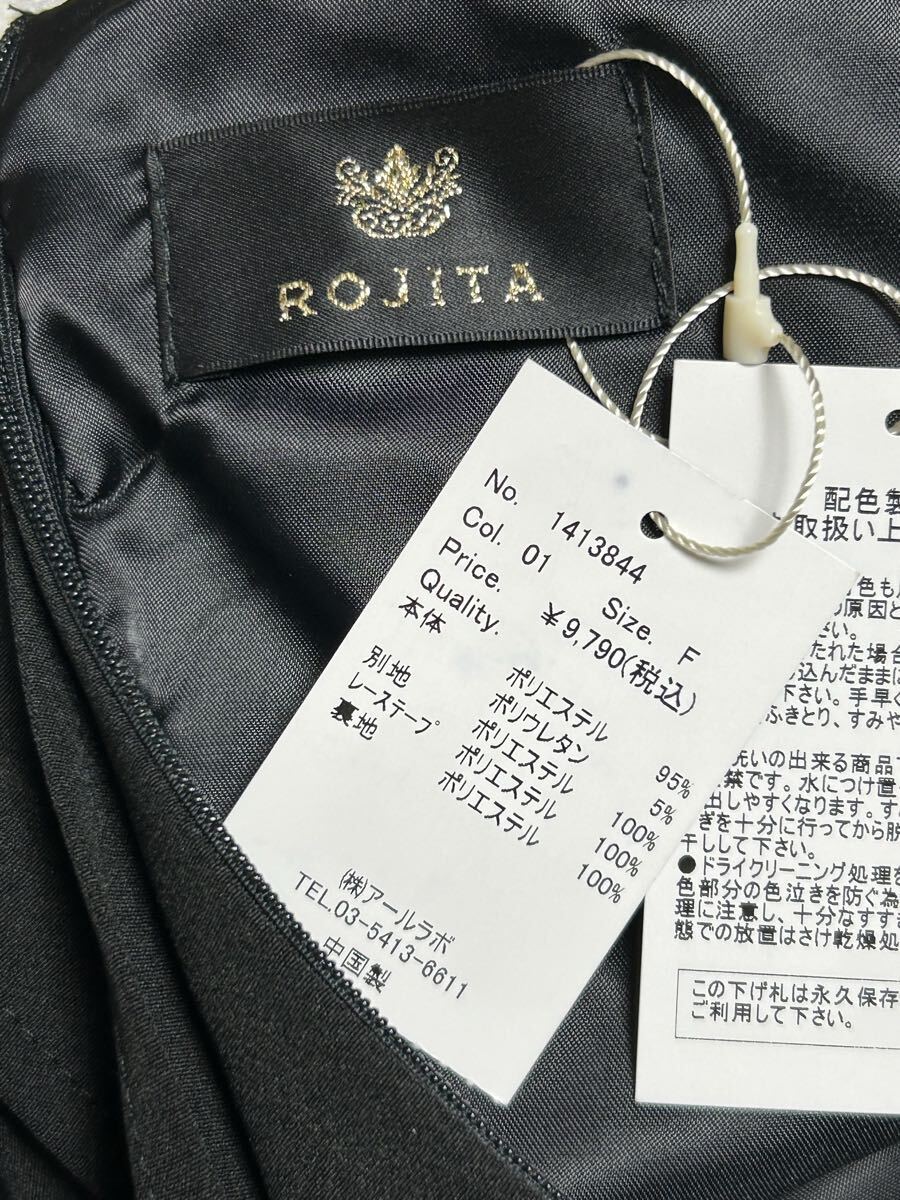 ROJITA
No. 1413844
Col. 01 Size. F
Price. ¥9,790(税込)
Quality.
本体 ポリエステル 95%
ポリウレタン 5%
別地 ポリエステル 100%
レーステープ ポリエステル 100%
裏地 ポリエステル 100%
(株)アールラボ
TEL.03-5413-6611
中国製
配色製
取扱い上
色も
の原因と
さい。
たれた場合
込んだままに
下さい。手早く
ふきとり、すみや
洗いの出来る商品
禁です。水につけ置
出しやすくなります。す
ぎを十分に行ってから脱
干しして下さい。
●ドライクリーニング処理を
色部分の色泣きを防ぐ為
理に注意し、十分なすすぎ
態での放置はさけ乾燥処
この下げ札は永久保存
ご利用して下さい。